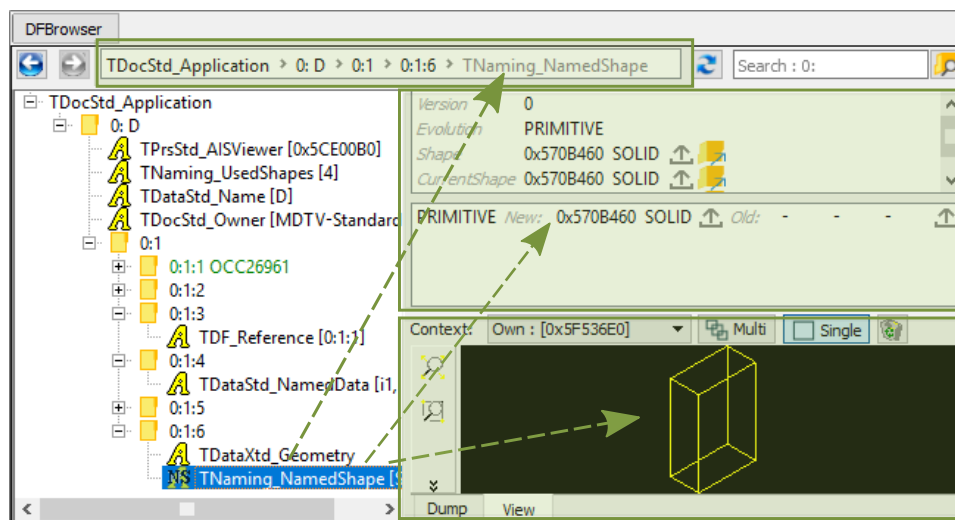 DFBrowser
TDocStd_Application > 0: D > 0:1 > 0:1:6 > TNaming_NamedShape
Search : 0:
TDocStd_Application
0: D
TPrsStd_AISViewer [0x5CE00B0]
TNaming_UsedShapes [4]
TDataStd_Name [D]
TDocStd_Owner [MDTV-Standard
0:1
0:1:1 OCC26961
0:1:2
0:1:3
TDF_Reference [0:1:1]
0:1:4
TDataStd_NamedData [i1,
0:1:5
0:1:6
TDataXtd_Geometry
NS TNaming_NamedShape [S
Version 0
Evolution PRIMITIVE
Shape 0x570B460 SOLID
CurrentShape 0x570B460 SOLID
PRIMITIVE New: 0x570B460 SOLID Old: - - -
Context: Own : [0x5F536E0] Multi Single
Dump View